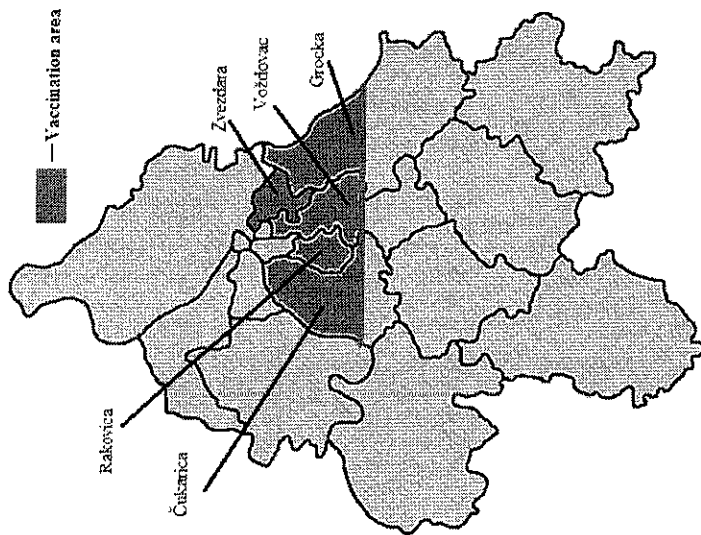 — Vaccination area
Zvezdara
Voždovac
Grocka
Rakovica
Čukarica